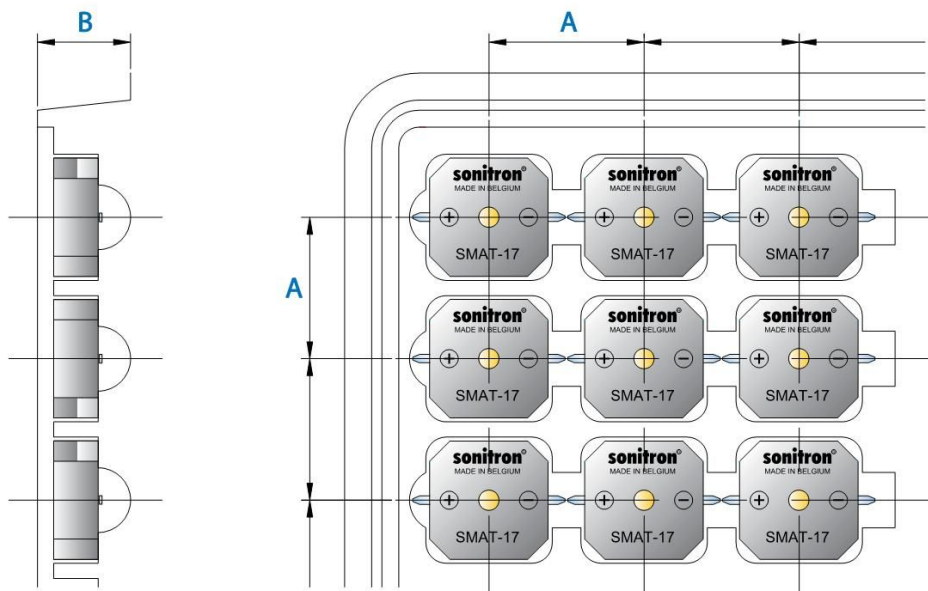 B
A
A
sonitron®
MADE IN BELGIUM
+ −
SMAT-17
sonitron®
MADE IN BELGIUM
+ −
SMAT-17
sonitron®
MADE IN BELGIUM
+ −
SMAT-17
sonitron®
MADE IN BELGIUM
+ −
SMAT-17
sonitron®
MADE IN BELGIUM
+ −
SMAT-17
sonitron®
MADE IN BELGIUM
+ −
SMAT-17
sonitron®
MADE IN BELGIUM
+ −
SMAT-17
sonitron®
MADE IN BELGIUM
+ −
SMAT-17
sonitron®
MADE IN BELGIUM
+ −
SMAT-17